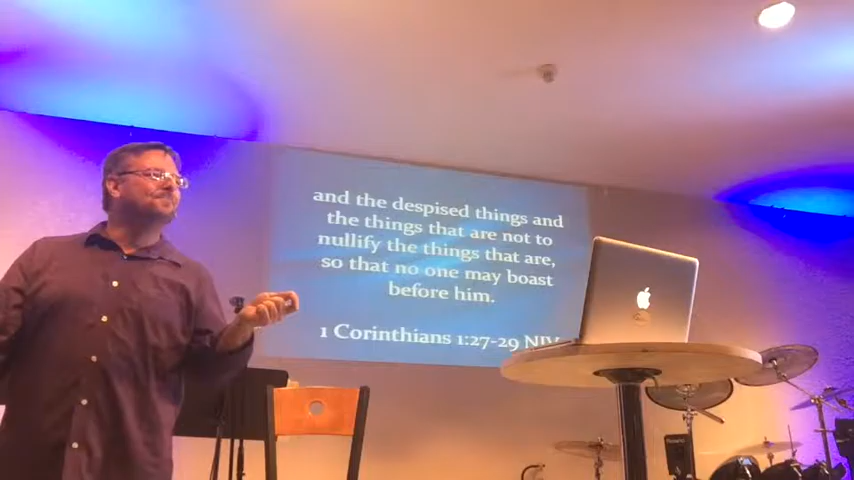 and the despised things and
the things that are not to
nullify the things that are,
so that no one may boast
before him.
1 Corinthians 1:27-29 NIV